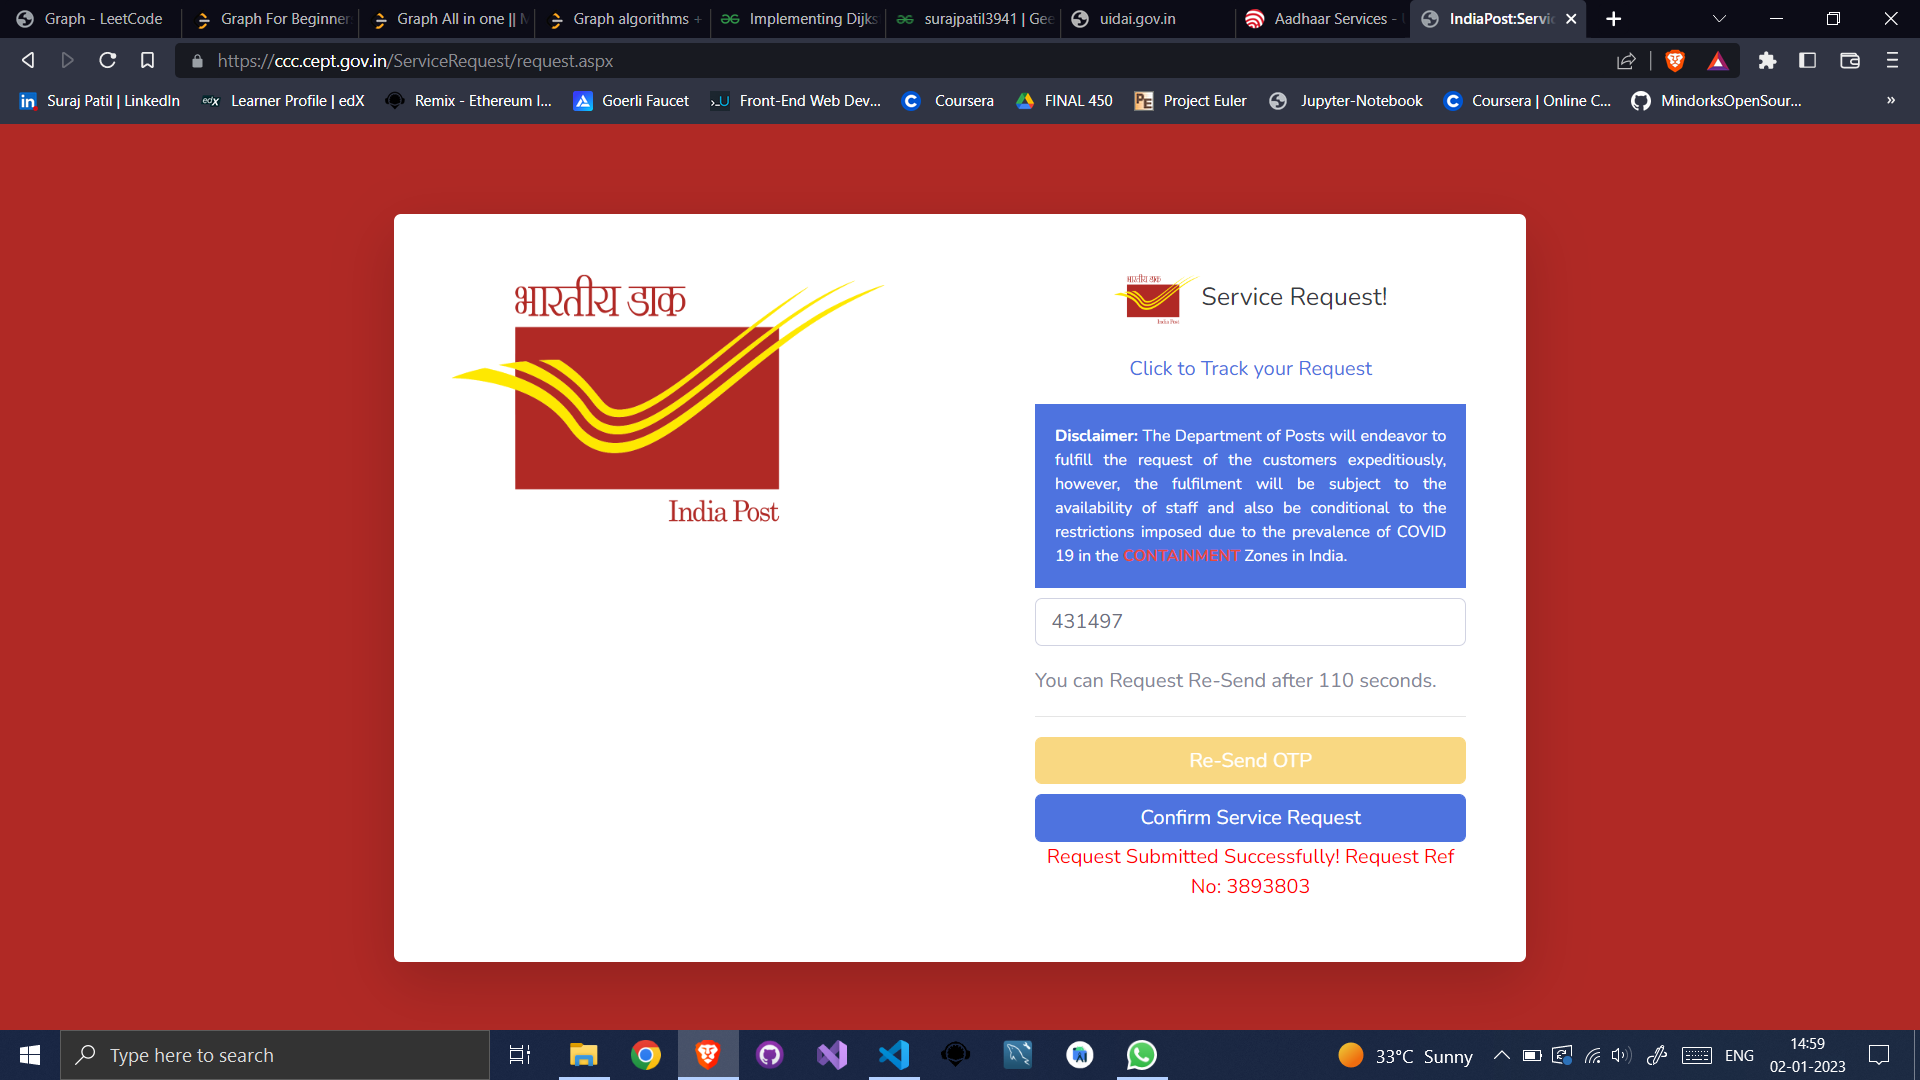 Graph - LeetCode
Graph For Beginner
Graph All in one || M
Graph algorithms +
Implementing Dijks
surajpatil3941 | Gee
uidai.gov.in
Aadhaar Services - U
IndiaPost:Servic
https://ccc.cept.gov.in/ServiceRequest/request.aspx
in Suraj Patil | LinkedIn
edX Learner Profile | edX
Remix - Ethereum I...
Goerli Faucet
Front-End Web Dev...
Coursera
FINAL 450
PE Project Euler
Jupyter-Notebook
Coursera | Online C...
MindorksOpenSour...
»
भारतीय डाक
India Post
भारतीय डाक
India Post
Service Request!
Click to Track your Request
Disclaimer: The Department of Posts will endeavor to
fulfill the request of the customers expeditiously,
however, the fulfilment will be subject to the
availability of staff and also be conditional to the
restrictions imposed due to the prevalence of COVID
19 in the CONTAINMENT Zones in India.
431497
You can Request Re-Send after 110 seconds.
Re-Send OTP
Confirm Service Request
Request Submitted Successfully! Request Ref
No: 3893803
Type here to search
33°C Sunny
ENG
14:59
02-01-2023